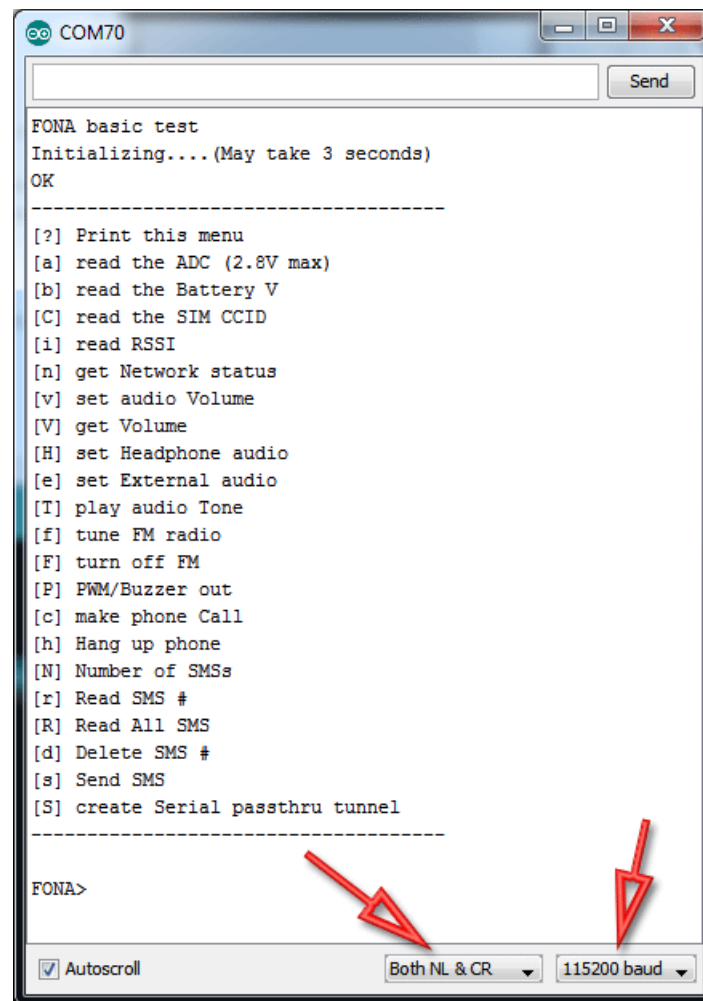 COM70
Send
FONA basic test
Initializing....(May take 3 seconds)
OK
-------------------------------------
[?] Print this menu
[a] read the ADC (2.8V max)
[b] read the Battery V
[C] read the SIM CCID
[i] read RSSI
[n] get Network status
[v] set audio Volume
[V] get Volume
[H] set Headphone audio
[e] set External audio
[T] play audio Tone
[f] tune FM radio
[F] turn off FM
[P] PWM/Buzzer out
[c] make phone Call
[h] Hang up phone
[N] Number of SMSs
[r] Read SMS #
[R] Read All SMS
[d] Delete SMS #
[s] Send SMS
[S] create Serial passthru tunnel
-------------------------------------
FONA>
Autoscroll Both NL & CR 115200 baud